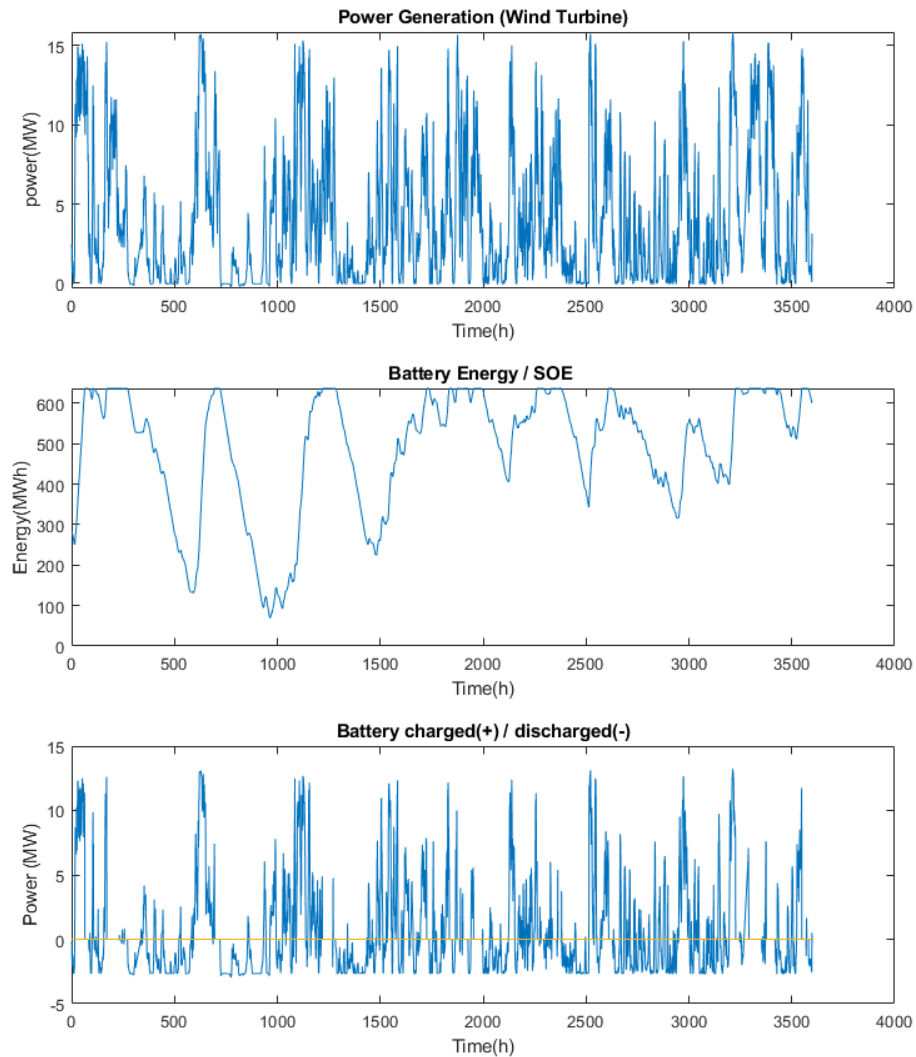 Power Generation (Wind Turbine)
15
10
5
0
power(MW)
0 500 1000 1500 2000 2500 3000 3500 4000
Time(h)
Battery Energy / SOE
600
500
400
300
200
100
0
Energy(MWh)
0 500 1000 1500 2000 2500 3000 3500 4000
Time(h)
Battery charged(+) / discharged(-)
15
10
5
0
-5
Power (MW)
0 500 1000 1500 2000 2500 3000 3500 4000
Time(h)